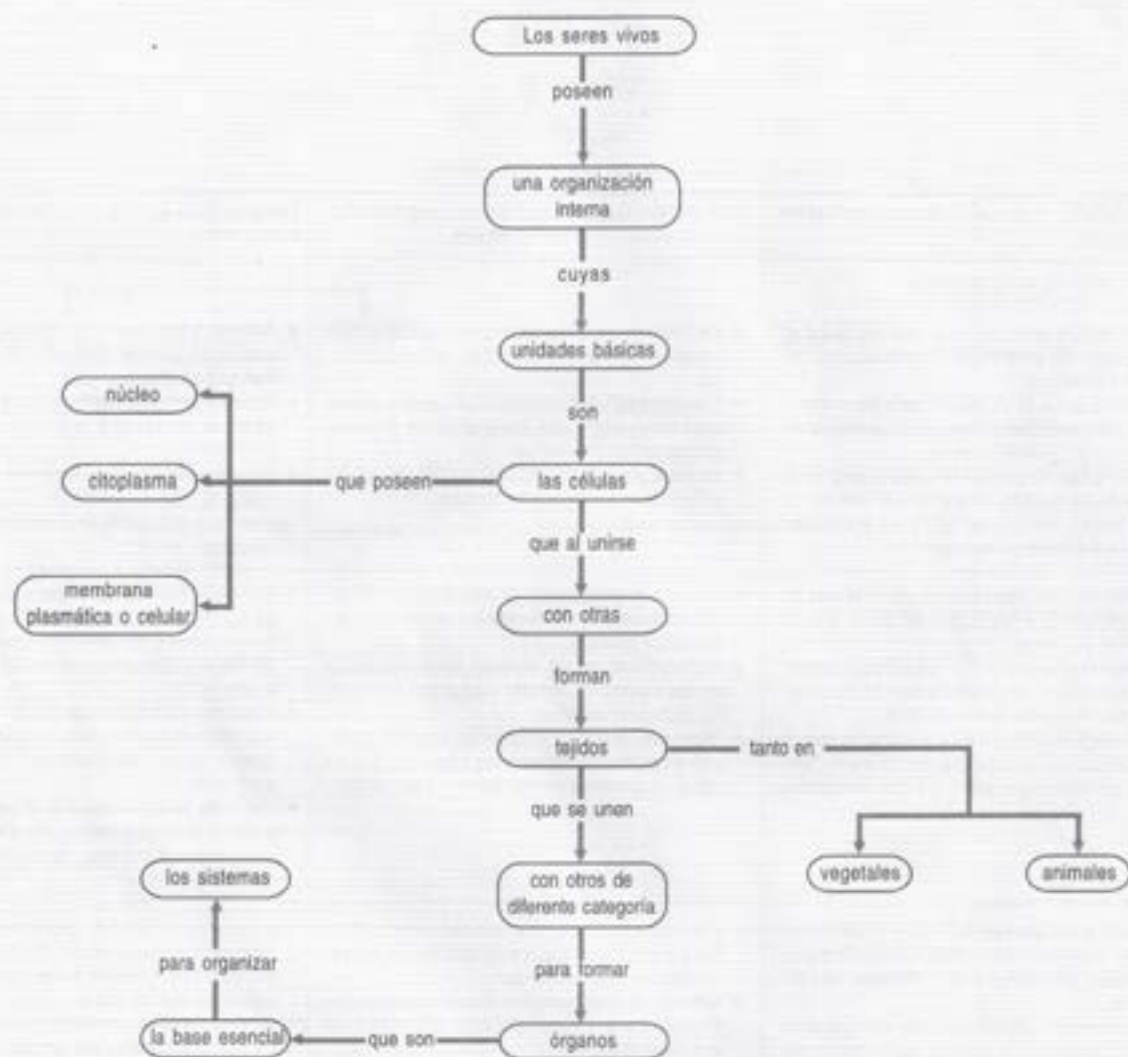 Los seres vivos
poseen
una organización
interna
cuyas
unidades básicas
son
las células
que poseen
núcleo
citoplasma
membrana
plasmática o celular
que al unirse
con otras
forman
tejidos
tanto en
vegetales
animales
que se unen
con otros de
diferente categoría
para formar
órganos
que son
la base esencial
para organizar
los sistemas